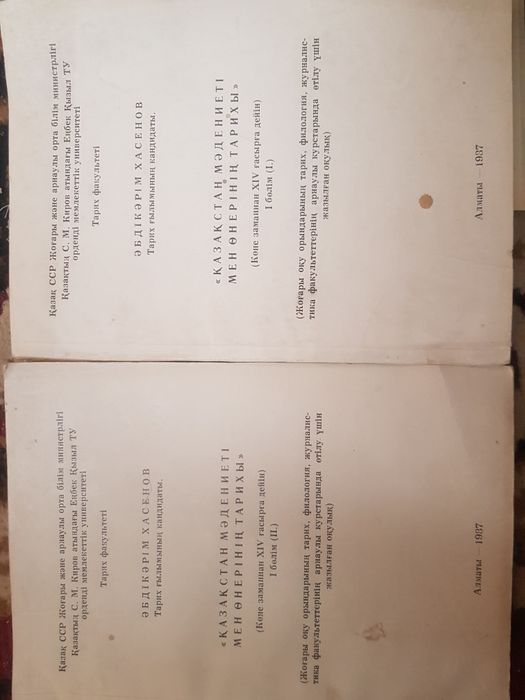 Қазақ ССР Жоғары және арнаулы орта білім министрлігі
Қазақтың С. М. Киров атындағы Еңбек Қызыл ТУ
орденді мемлекеттік университеті
Тарих факультеті
ӘБДІКӘРІМ ХАСЕНОВ
Тарих ғылымының кандидаты.
«ҚАЗАҚСТАН МӘДЕНИЕТІ
МЕН ӨНЕРІНІҢ ТАРИХЫ»
(Көне заманнан XIV ғасырға дейін)
I бөлім (I.)
(Жоғары оқу орындарының тарих, филология, журналис-
тика факультеттерінің арнаулы курстарында өтілу үшін
жазылған оқулық)
Алматы — 1987
Қазақ ССР Жоғары және арнаулы орта білім министрлігі
Қазақтың С. М. Киров атындағы Еңбек Қызыл ТУ
орденді мемлекеттік университеті
Тарих факультеті
ӘБДІКӘРІМ ХАСЕНОВ
Тарих ғылымының кандидаты.
«ҚАЗАҚСТАН МӘДЕНИЕТІ
МЕН ӨНЕРІНІҢ ТАРИХЫ»
(Көне заманнан XIV ғасырға дейін)
I бөлім (II.)
(Жоғары оқу орындарының тарих, филология, журналис-
тика факультеттерінің арнаулы курстарында өтілу үшін
жазылған оқулық)
Алматы — 1987